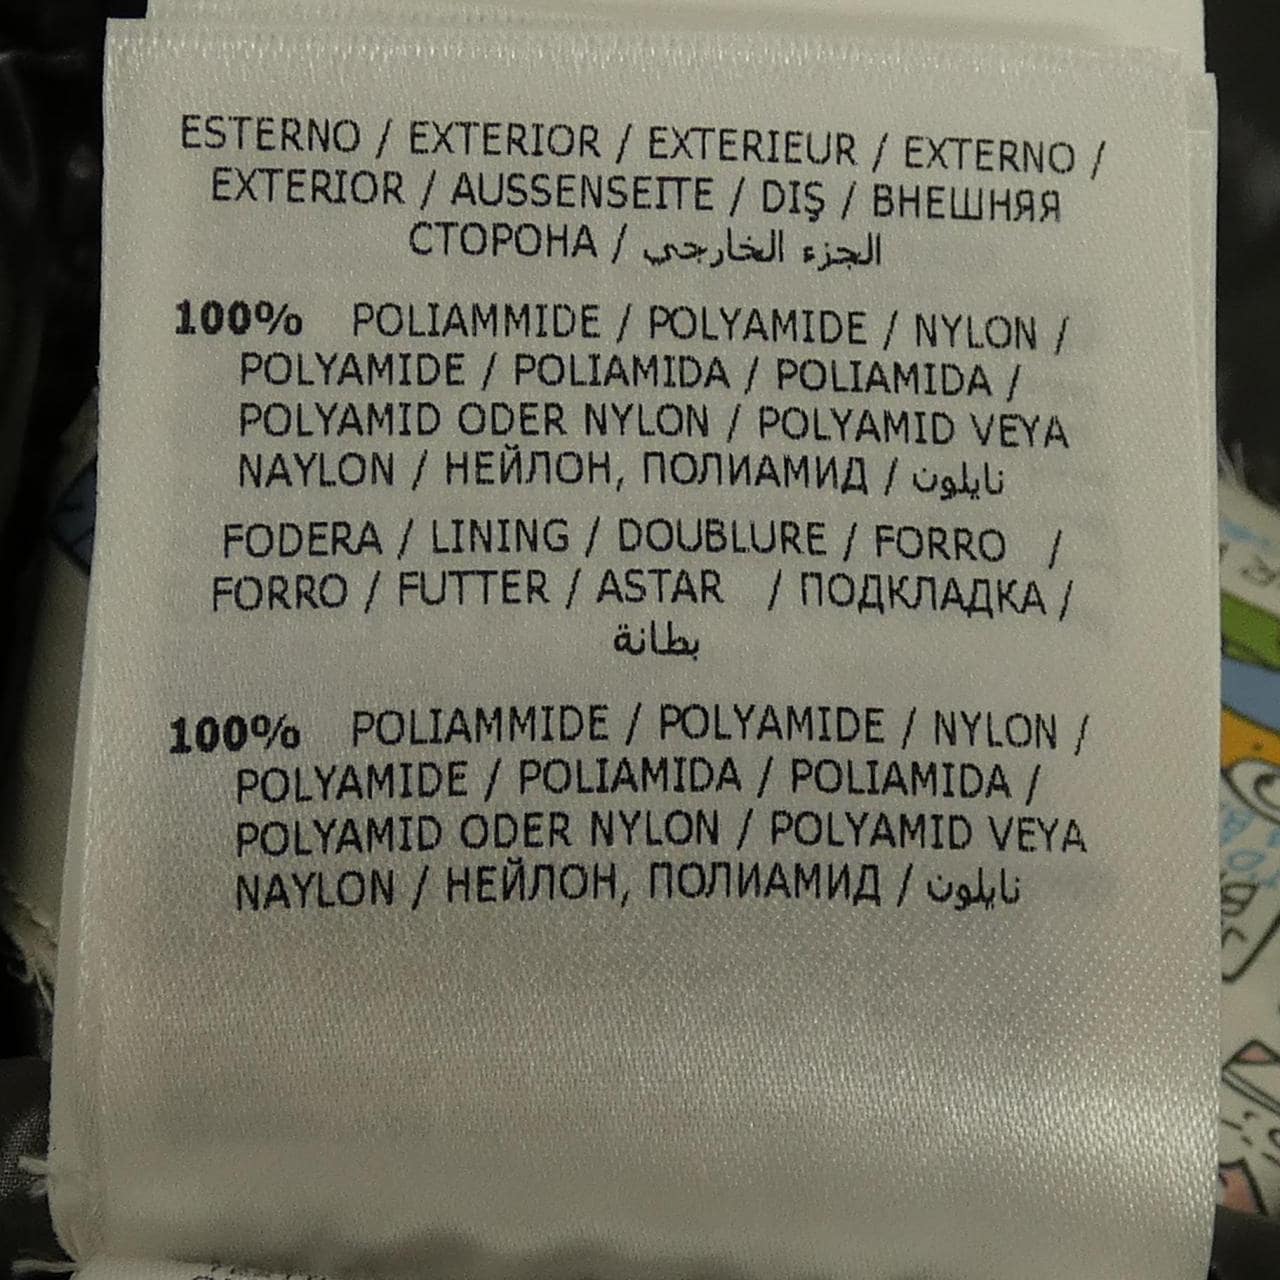 ESTERNO / EXTERIOR / EXTERIEUR / EXTERNO /
EXTERIOR / AUSSENSEITE / DIŞ / ВНЕШНЯЯ
СТОРОНА / الجزء الخارجي
100% POLIAMMIDE / POLYAMIDE / NYLON /
POLYAMIDE / POLIAMIDA / POLIAMIDA /
POLYAMID ODER NYLON / POLYAMID VEYA
NAYLON / НЕЙЛОН, ПОЛИАМИД / نايلون
FODERA / LINING / DOUBLURE / FORRO /
FORRO / FUTTER / ASTAR / ПОДКЛАДКА /
بطانة
100% POLIAMMIDE / POLYAMIDE / NYLON /
POLYAMIDE / POLIAMIDA / POLIAMIDA /
POLYAMID ODER NYLON / POLYAMID VEYA
NAYLON / НЕЙЛОН, ПОЛИАМИД / نايلون